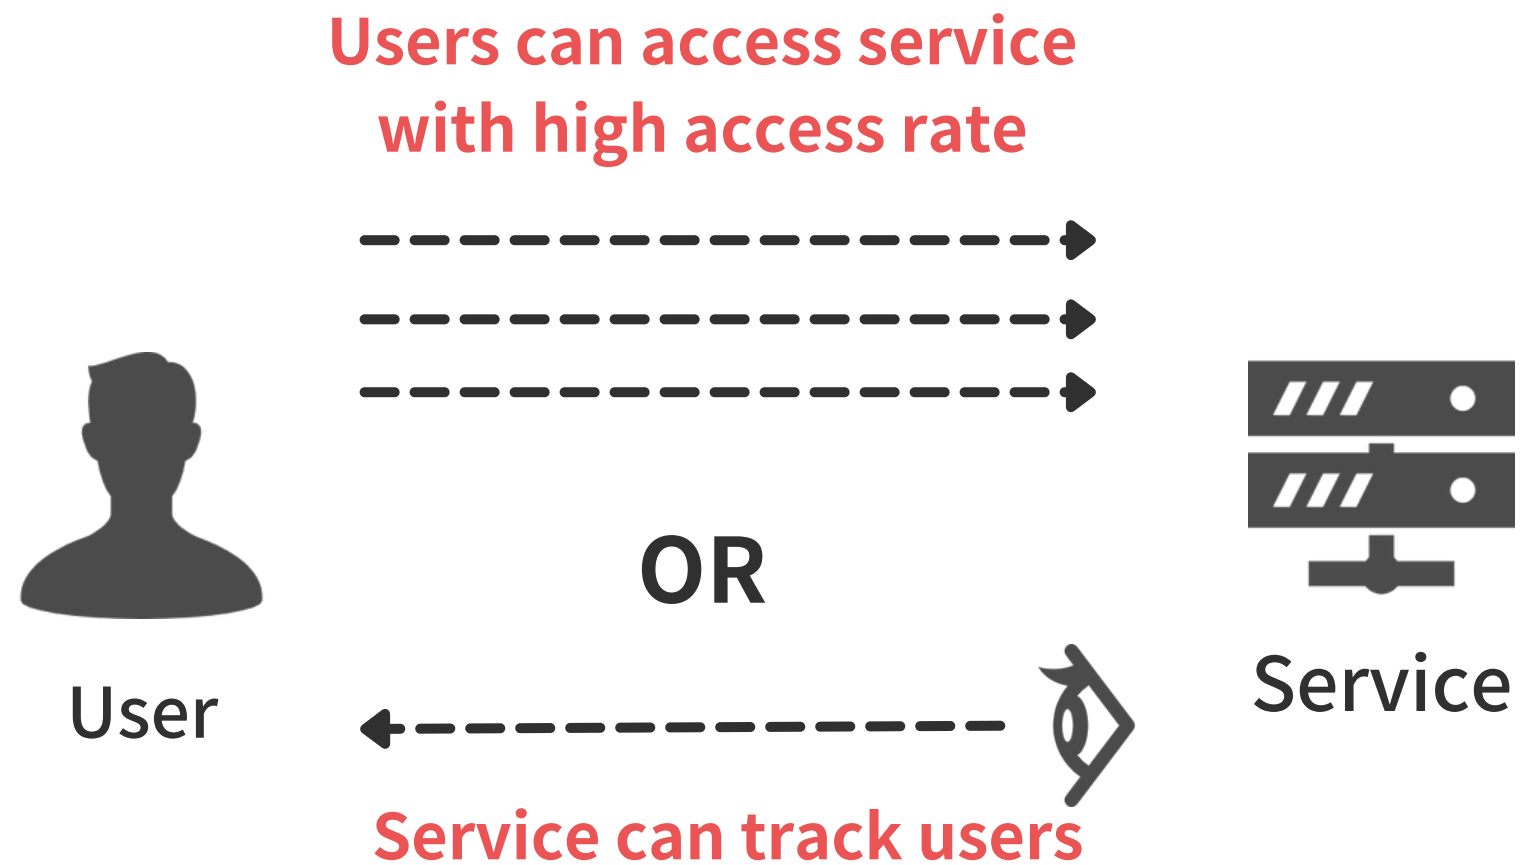 Users can access service
with high access rate
OR
User
Service
Service can track users